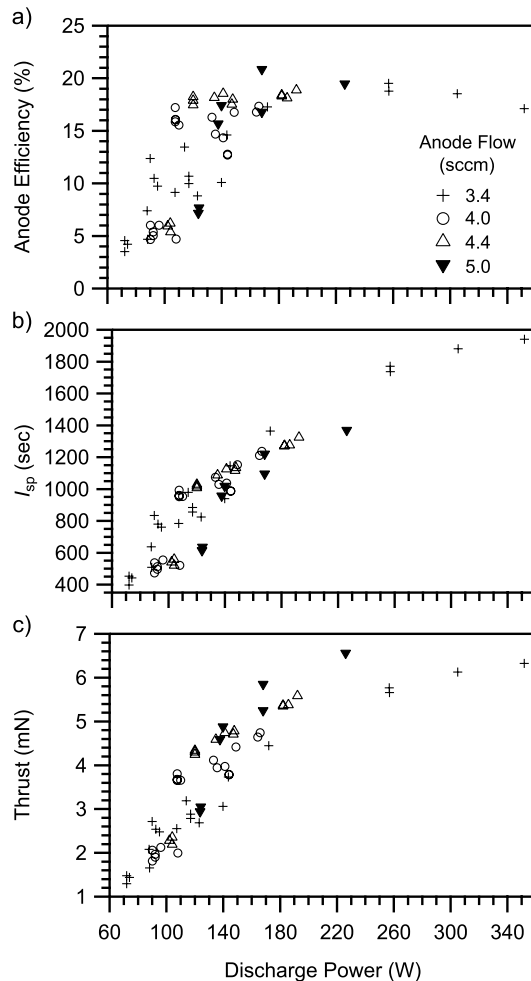 a)
25
20
15
10
5
0
Anode Efficiency (%)
Anode Flow
(sccm)
3.4
4.0
4.4
5.0
b)
2000
1800
1600
1400
1200
1000
800
600
400
Isp (sec)
c)
7
6
5
4
3
2
1
Thrust (mN)
60 100 140 180 220 260 300 340
Discharge Power (W)